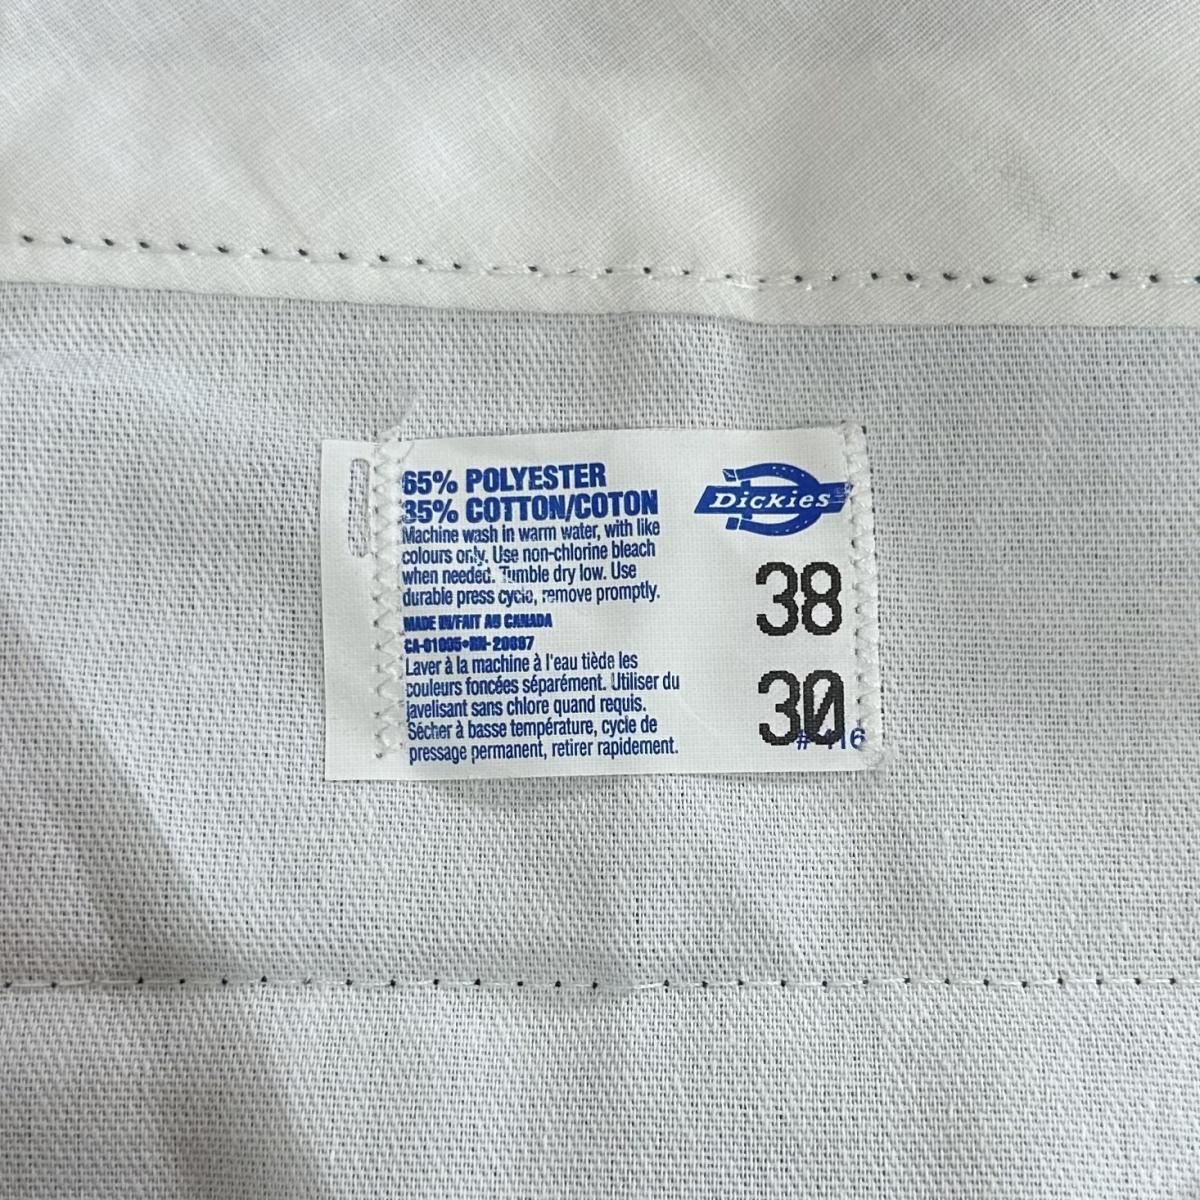 65% POLYESTER
35% COTTON/COTON
Machine wash in warm water, with like
colours only. Use non-chlorine bleach
when needed. Tumble dry low. Use
durable press cycle, remove promptly.
MADE IN/FAIT AU CANADA
Laver à la machine à l'eau tiède les
couleurs foncées séparément. Utiliser du
javelisant sans chlore quand requis.
Sécher à basse température, cycle de
pressage permanent, retirer rapidement.
Dickies
38
30